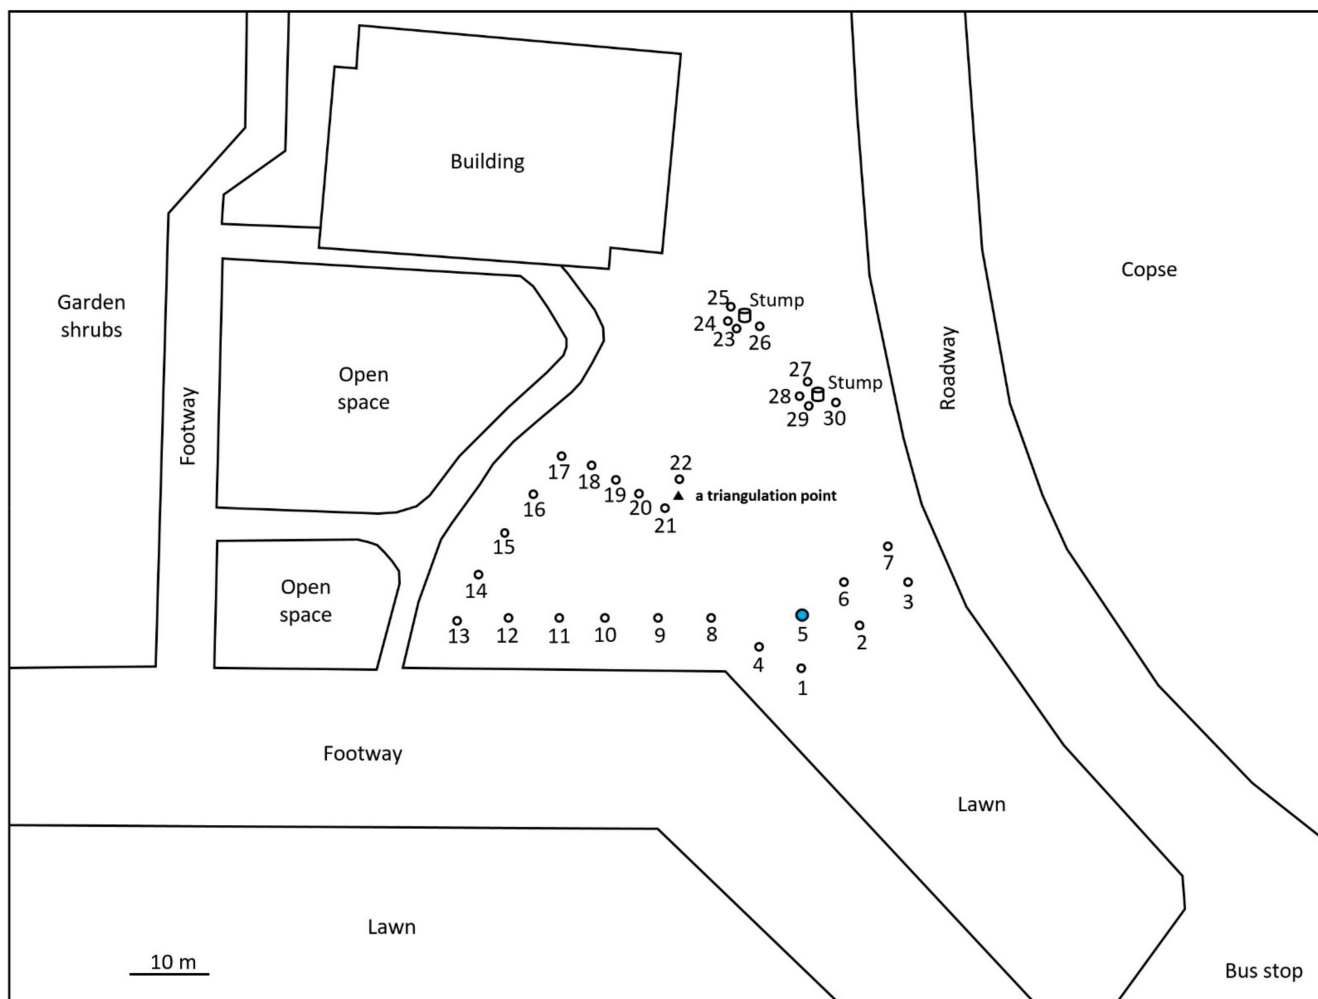 Building
Garden
shrubs
Copse
25
Stump
24
23
26
Roadway
Open
space
27
Stump
28
29
30
Footway
17
18
22
19
20
a triangulation point
16
21
15
7
14
Open
space
6
3
13
12
11
10
9
8
5
2
4
1
Footway
Lawn
Lawn
10 m
Bus stop